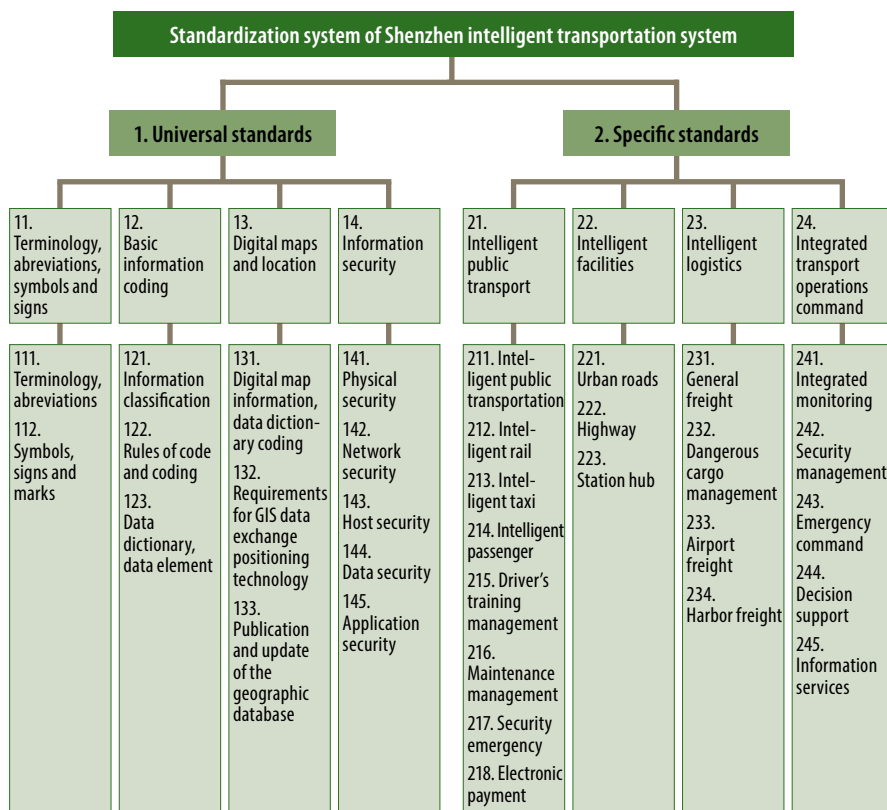 Standardization system of Shenzhen intelligent transportation system
1. Universal standards
2. Specific standards
11.
Terminology,
abreviations,
symbols and
signs
12.
Basic
information
coding
13.
Digital maps
and location
14.
Information
security
21.
Intelligent
public
transport
22.
Intelligent
facilities
23.
Intelligent
logistics
24.
Integrated
transport
operations
command
111.
Terminology,
abreviations
112.
Symbols,
signs and
marks
121.
Information
classification
122.
Rules of code
and coding
123.
Data
dictionary,
data element
131.
Digital map
information,
data diction-
ary coding
132.
Requirements
for GIS data
exchange
positioning
technology
133.
Publication
and update
of the
geographic
database
141.
Physical
security
142.
Network
security
143.
Host security
144.
Data security
145.
Application
security
211. Intel-
ligent public
transportation
212. Intel-
ligent rail
213. Intel-
ligent taxi
214. Intelligent
passenger
215. Driver's
training
management
216.
Maintenance
management
217. Security
emergency
218. Electronic
payment
221.
Urban roads
222.
Highway
223.
Station hub
231.
General
freight
232.
Dangerous
cargo
management
233.
Airport
freight
234.
Harbor freight
241.
Integrated
monitoring
242.
Security
management
243.
Emergency
command
244.
Decision
support
245.
Information
services